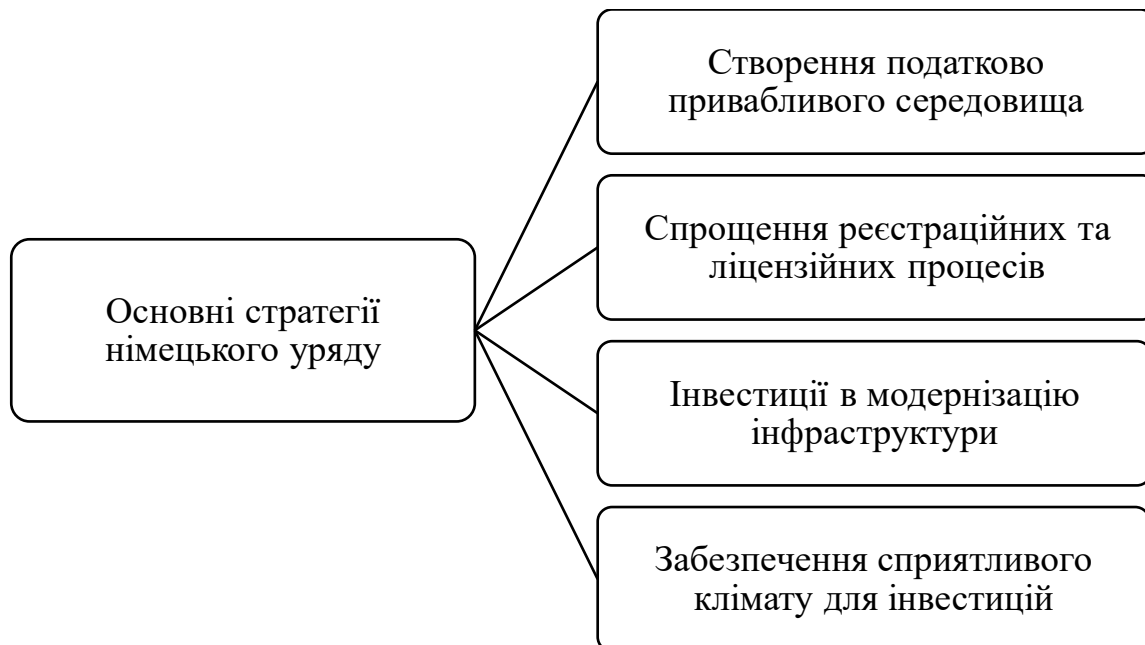 Основні стратегії
німецького уряду
Створення податково
привабливого середовища
Спрощення реєстраційних та
ліцензійних процесів
Інвестиції в модернізацію
інфраструктури
Забезпечення сприятливого
клімату для інвестицій